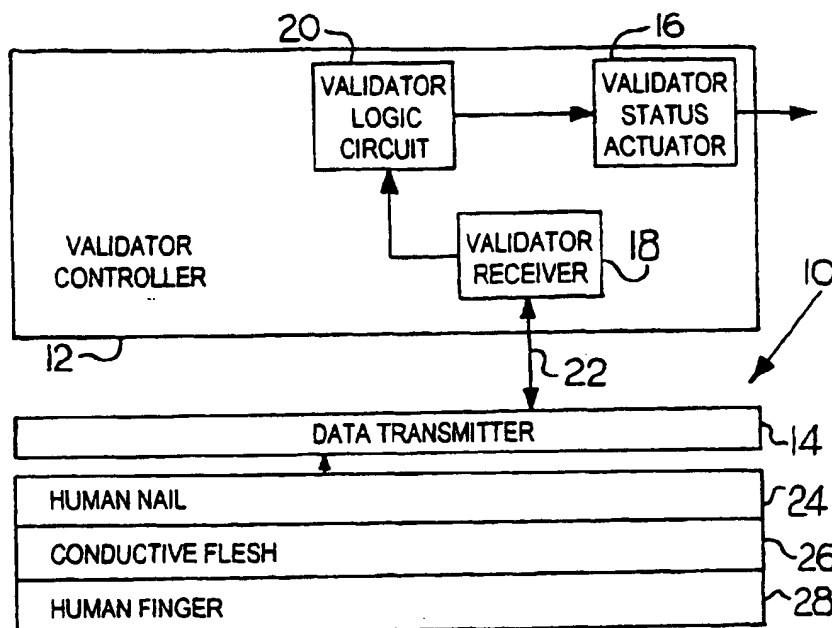 20
16
VALIDATOR
LOGIC
CIRCUIT
VALIDATOR
STATUS
ACTUATOR
VALIDATOR
CONTROLLER
VALIDATOR
RECEIVER
18
10
12
22
DATA TRANSMITTER
14
HUMAN NAIL
24
CONDUCTIVE FLESH
26
HUMAN FINGER
28